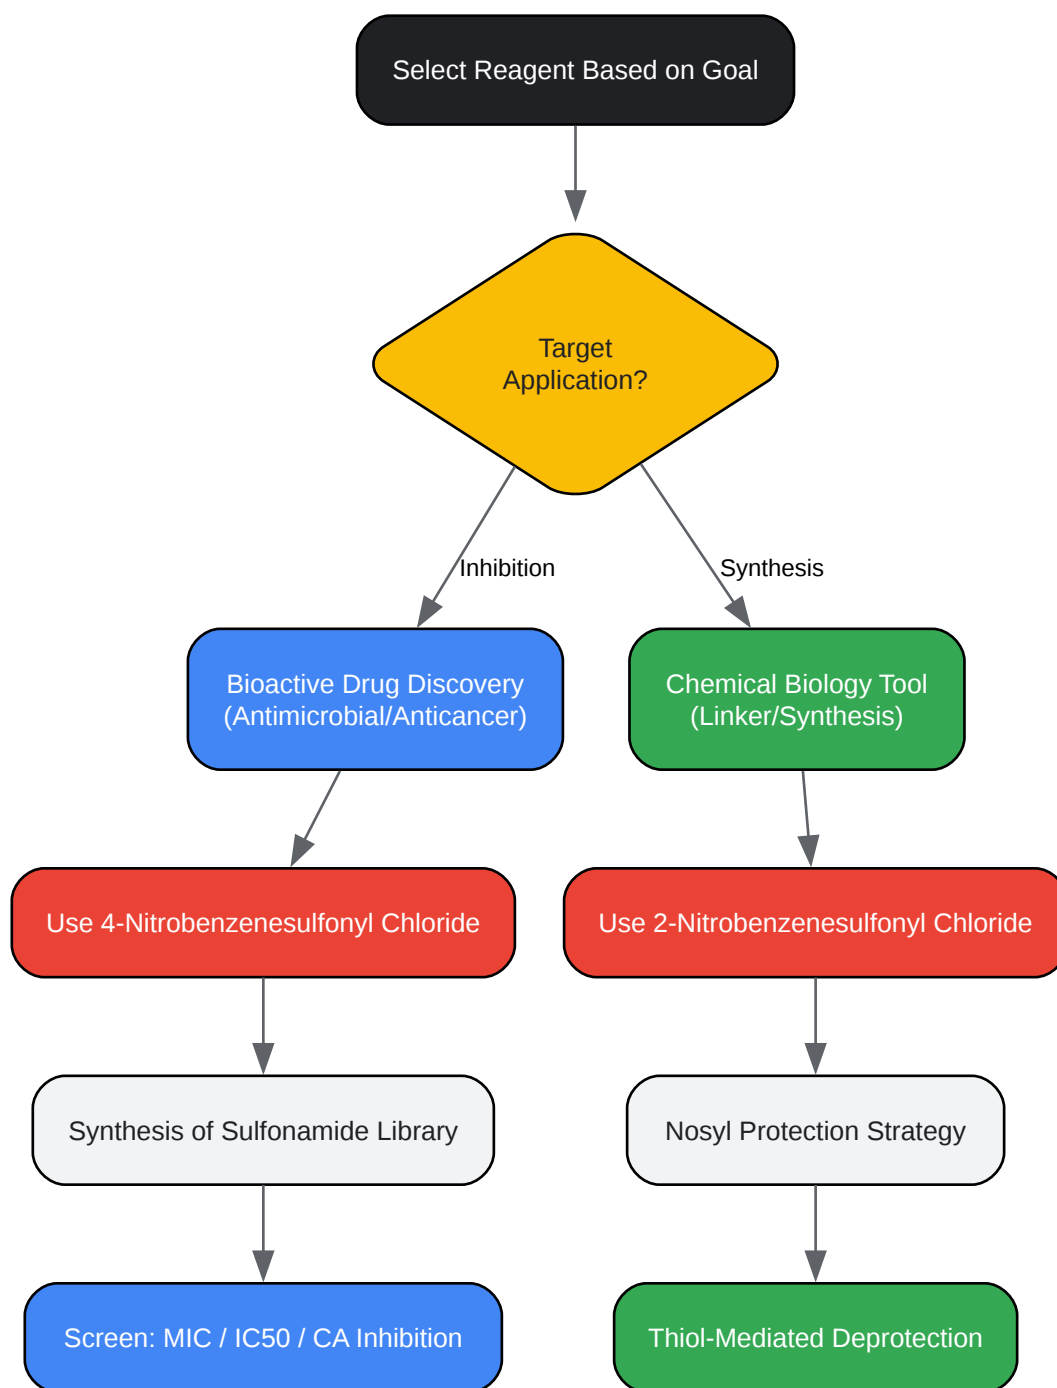 Select Reagent Based on Goal
Target
Application?
Inhibition
Synthesis
Bioactive Drug Discovery
(Antimicrobial/Anticancer)
Chemical Biology Tool
(Linker/Synthesis)
Use 4-Nitrobenzenesulfonyl Chloride
Use 2-Nitrobenzenesulfonyl Chloride
Synthesis of Sulfonamide Library
Nosyl Protection Strategy
Screen: MIC / IC50 / CA Inhibition
Thiol-Mediated Deprotection